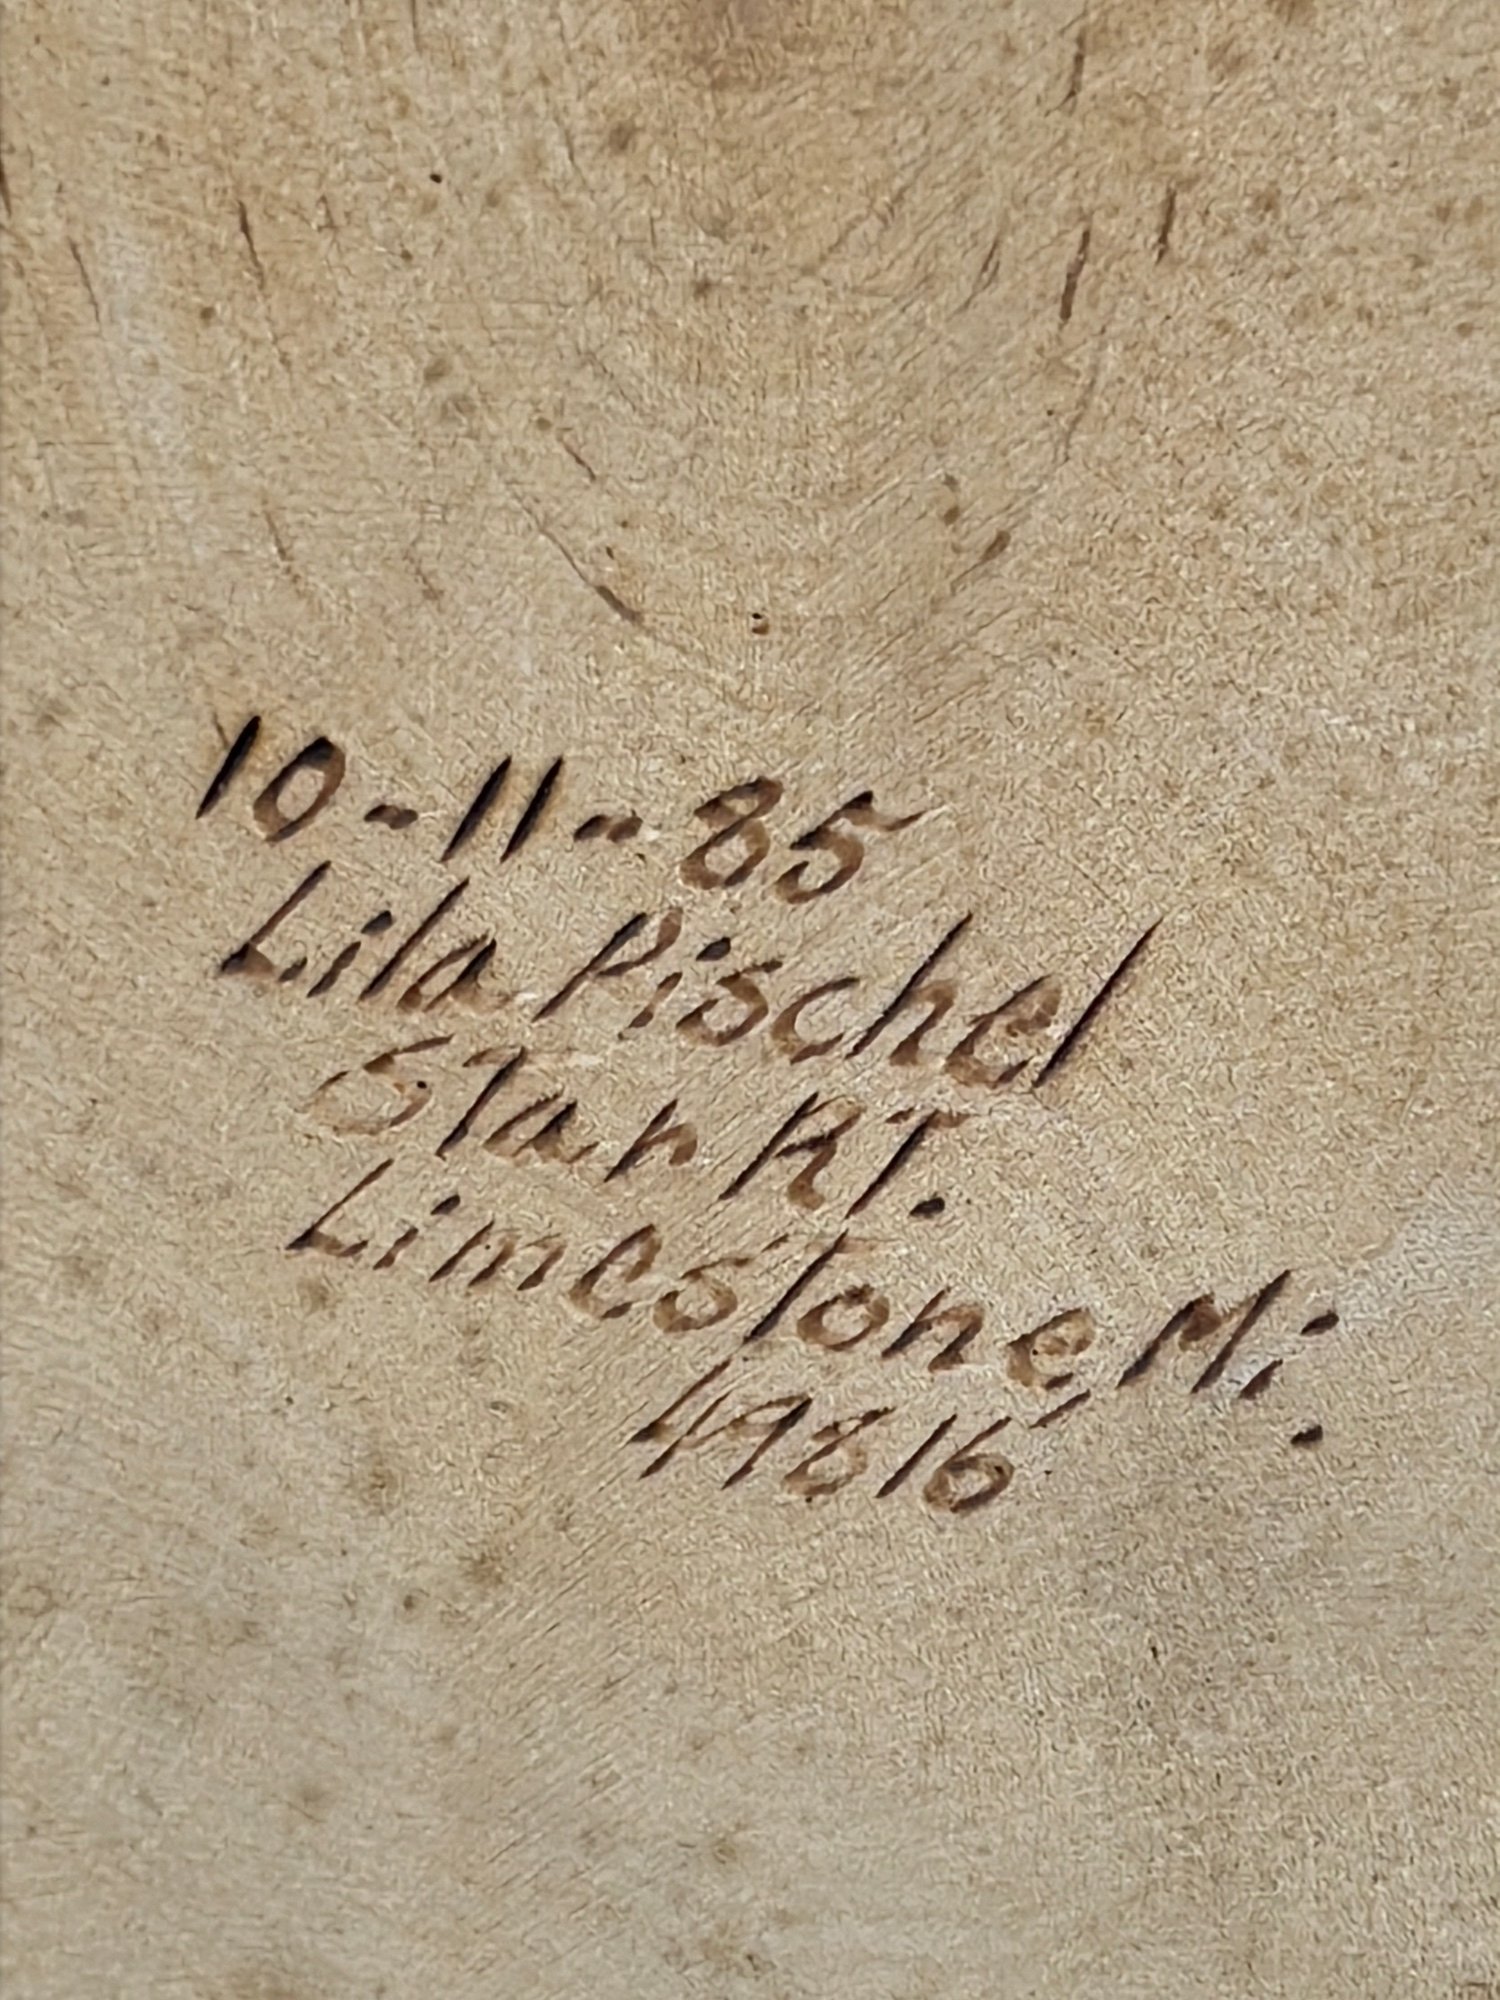 10-11-85
Lila Pischel
Star RT.
Limestone, Mi.
49816